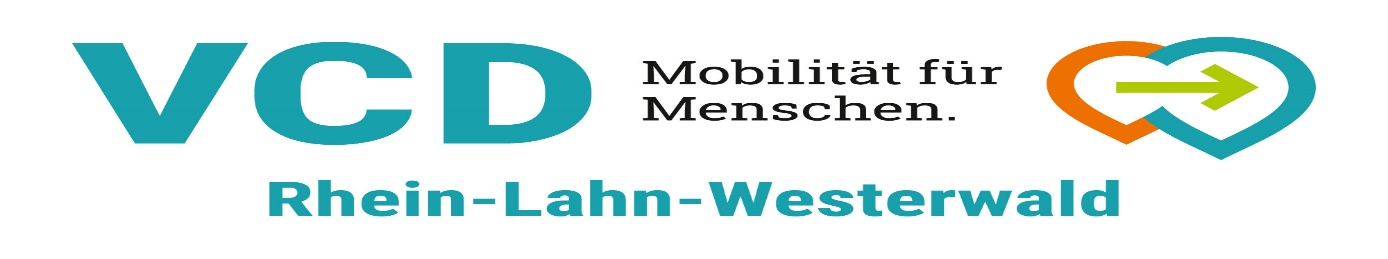 VCD
Mobilität für
Menschen.
Rhein-Lahn-Westerwald